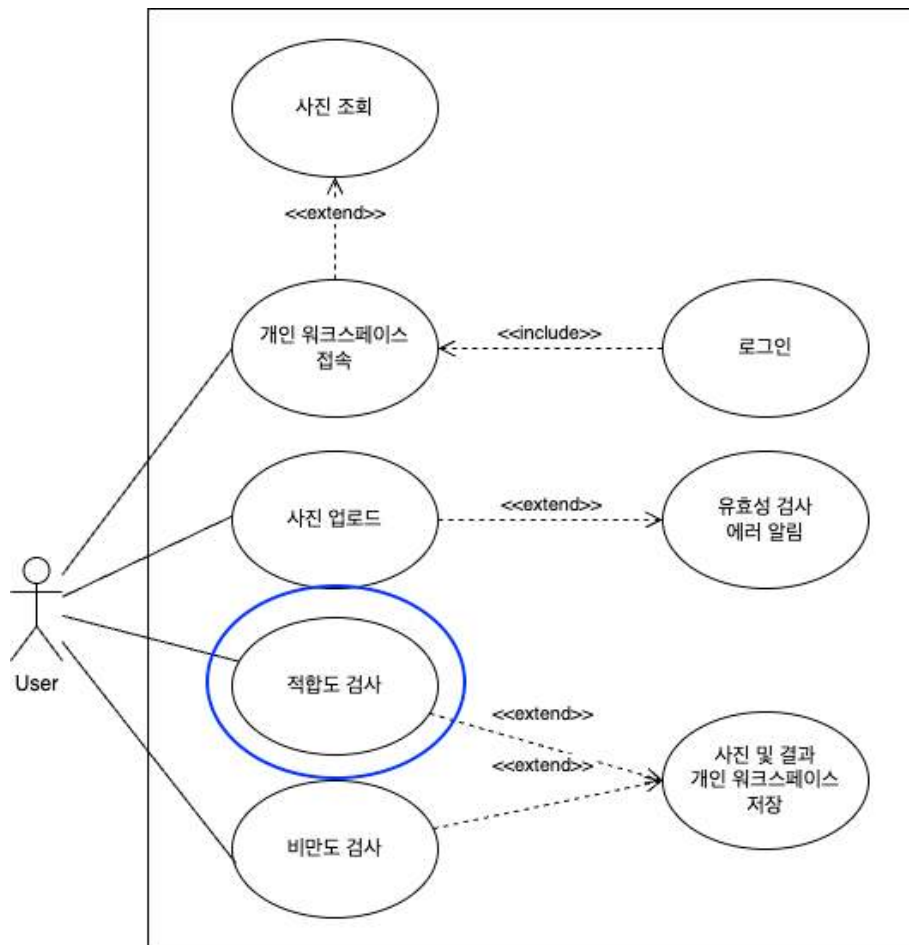 사진 조회
<<extend>>
개인 워크스페이스
접속
<<include>>
로그인
사진 업로드
<<extend>>
유효성 검사
에러 알림
User
적합도 검사
<<extend>>
<<extend>>
사진 및 결과
개인 워크스페이스
저장
비만도 검사